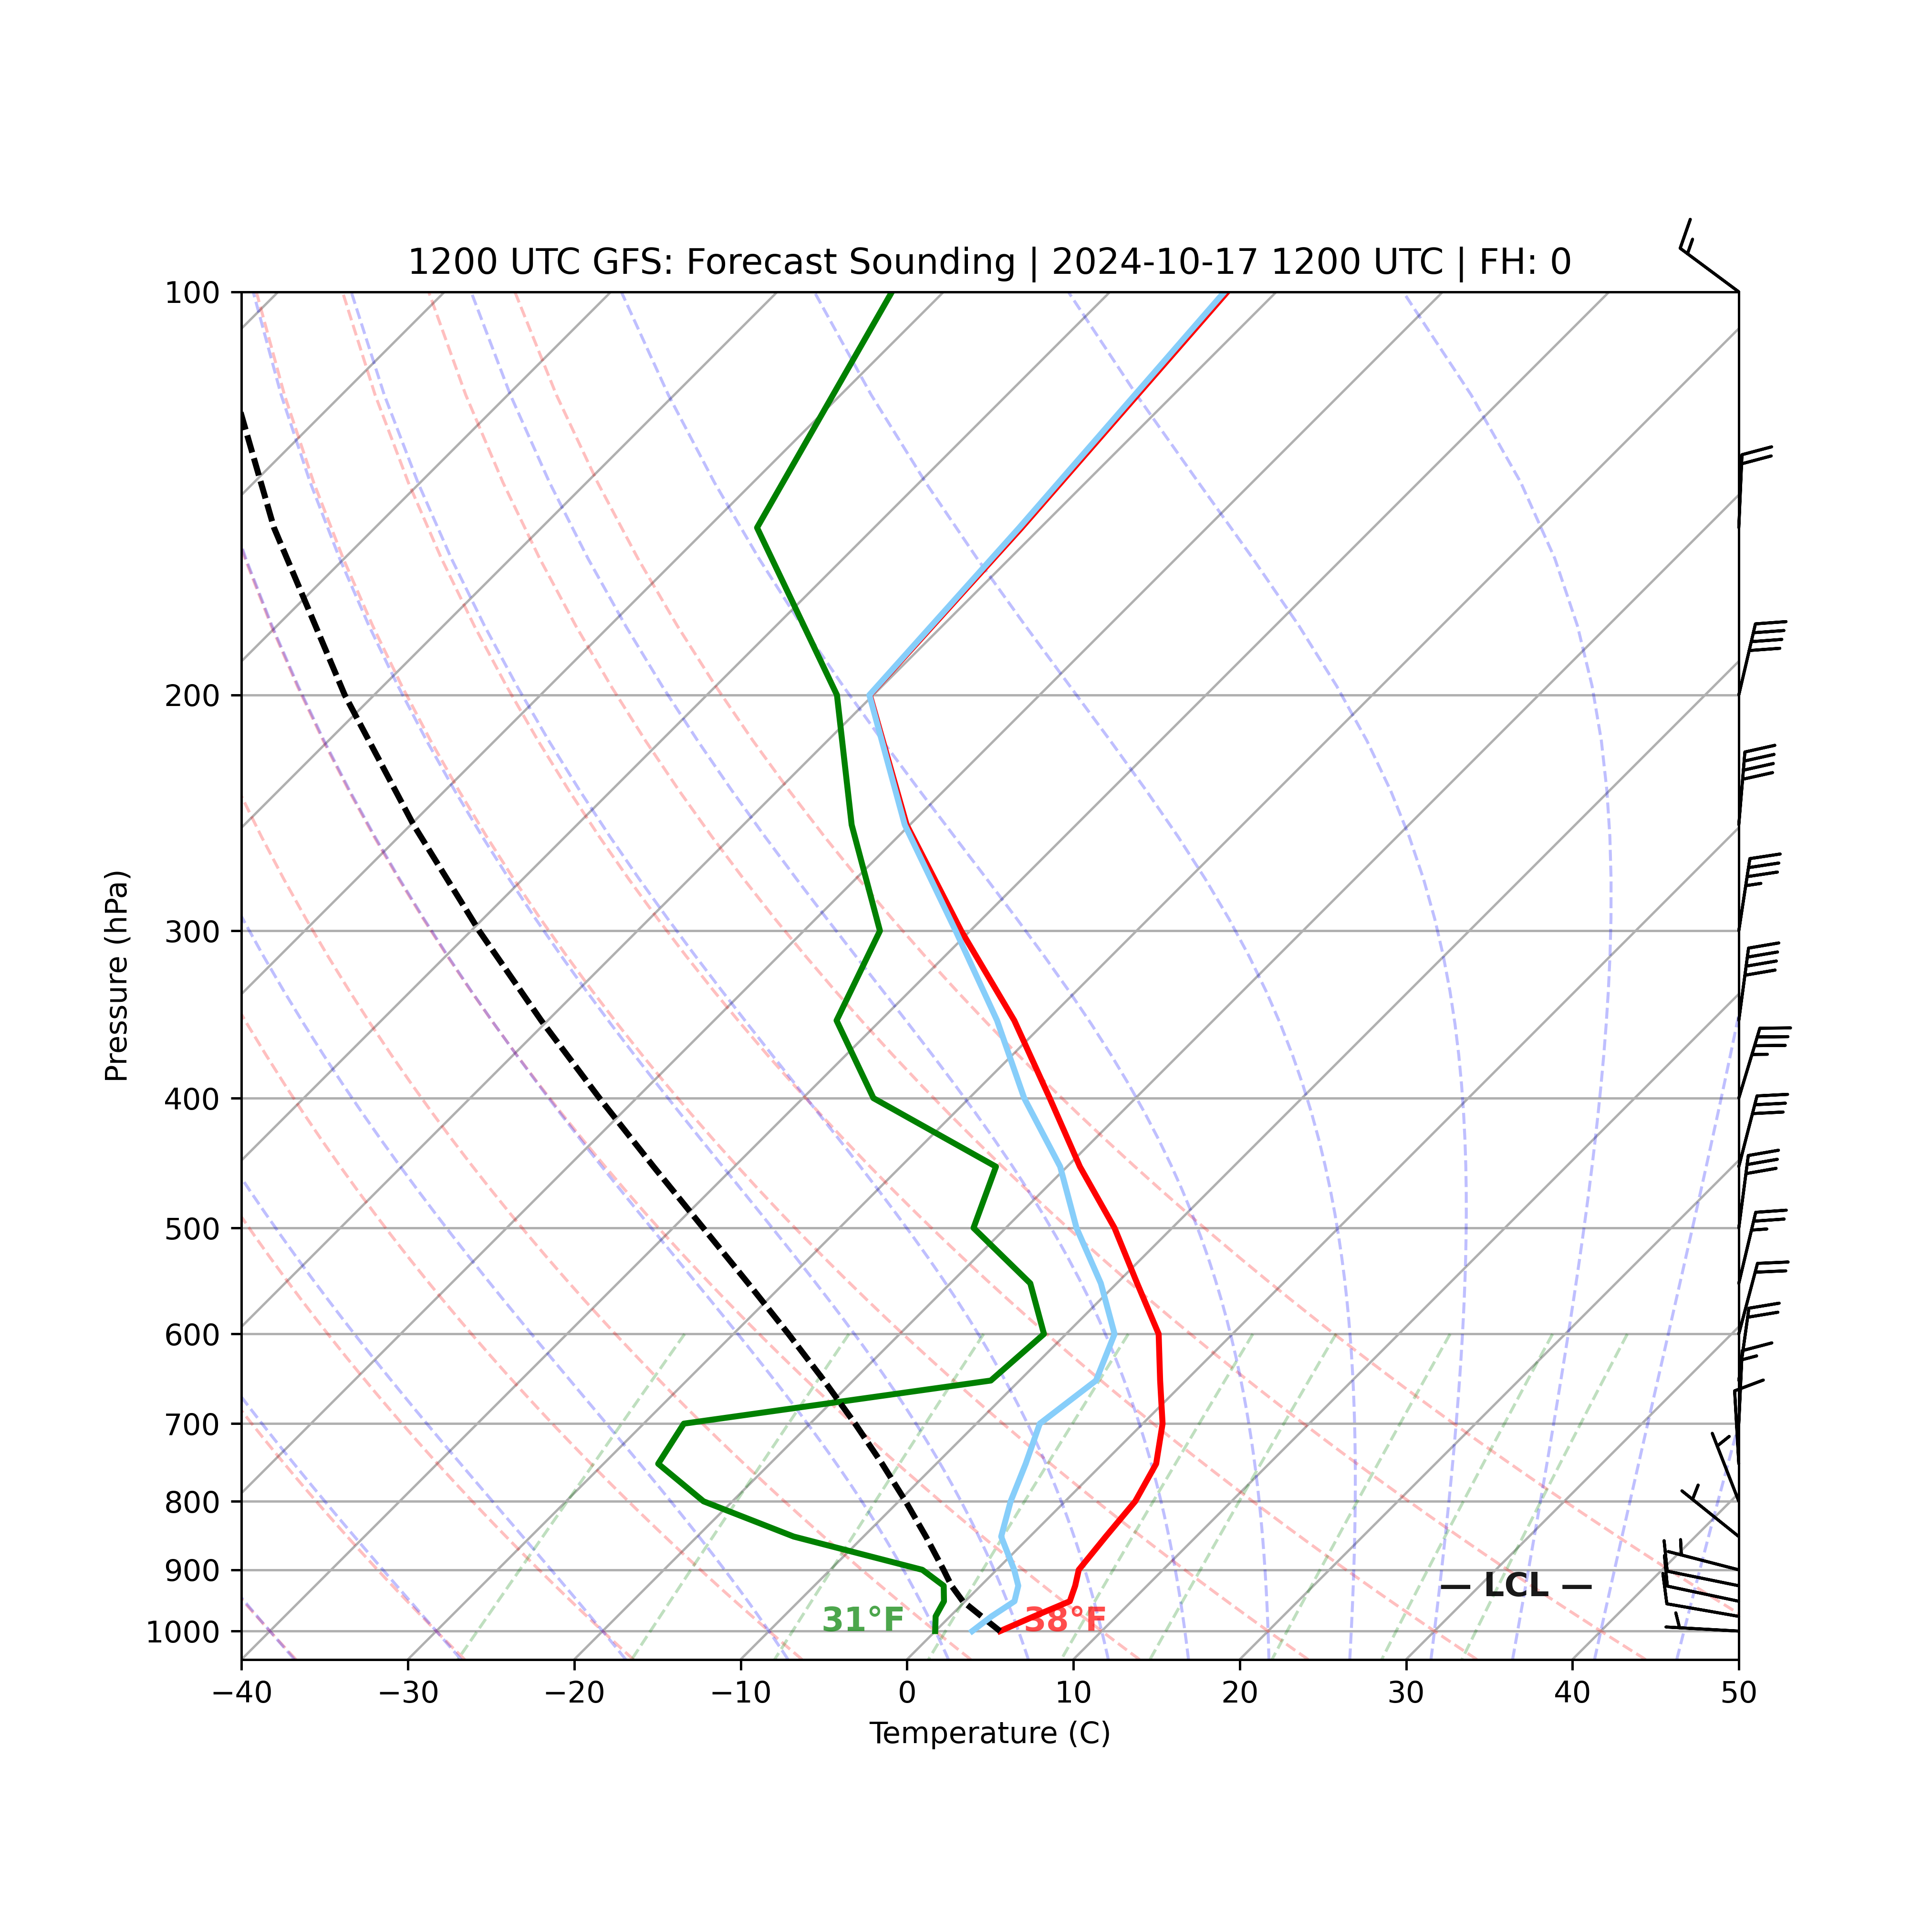 1200 UTC GFS: Forecast Sounding | 2024-10-17 1200 UTC | FH: 0
100
200
300
400
500
600
700
800
900
1000
Pressure (hPa)
— LCL —
31°F
38°F
−40 −30 −20 −10 0 10 20 30 40 50
Temperature (C)